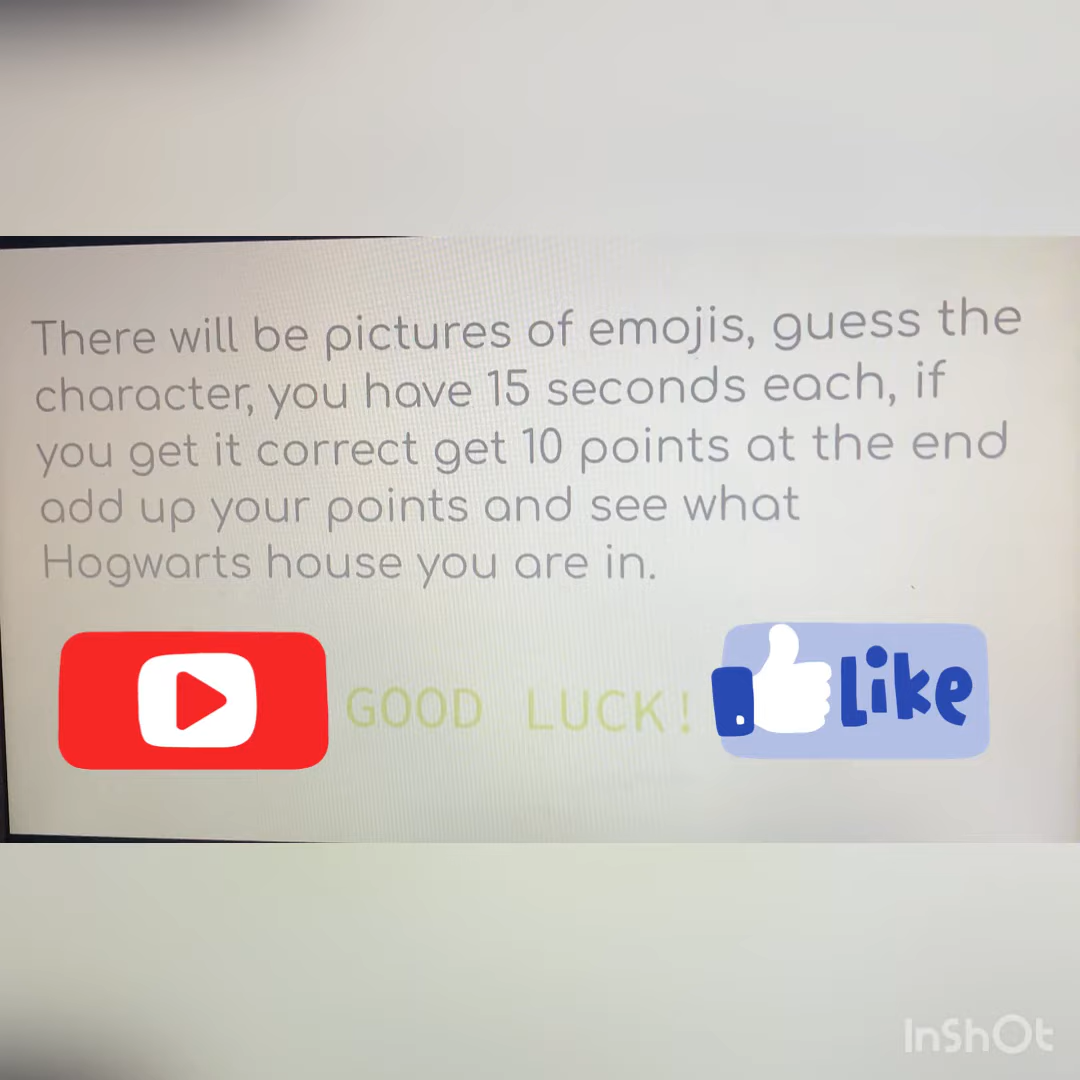 There will be pictures of emojis, guess the
character, you have 15 seconds each, if
you get it correct get 10 points at the end
add up your points and see what
Hogwarts house you are in.
GOOD LUCK!
Like
InShOt